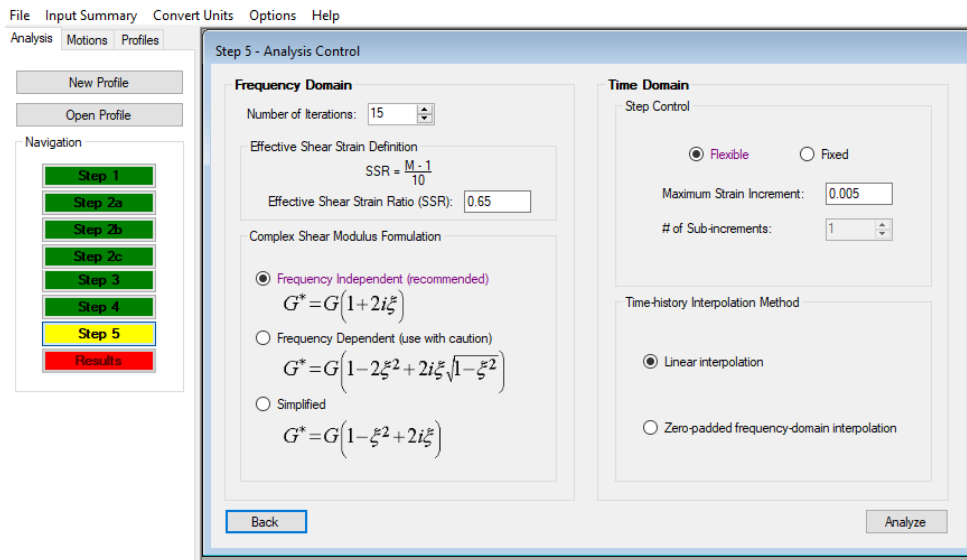 File Input Summary Convert Units Options Help
Analysis Motions Profiles
New Profile
Open Profile
Navigation
Step 1
Step 2a
Step 2b
Step 2c
Step 3
Step 4
Step 5
Results
Step 5 - Analysis Control
Frequency Domain
Number of Iterations: 15
Effective Shear Strain Definition
SSR = M - 1
10
Effective Shear Strain Ratio (SSR): 0.65
Complex Shear Modulus Formulation
Frequency Independent (recommended)
G* = G(1+2iξ)
Frequency Dependent (use with caution)
G* = G(1−2ξ²+2iξ√1−ξ²)
Simplified
G* = G(1−ξ²+2iξ)
Back
Time Domain
Step Control
Flexible Fixed
Maximum Strain Increment: 0.005
# of Sub-increments: 1
Time-history Interpolation Method
Linear interpolation
Zero-padded frequency-domain interpolation
Analyze